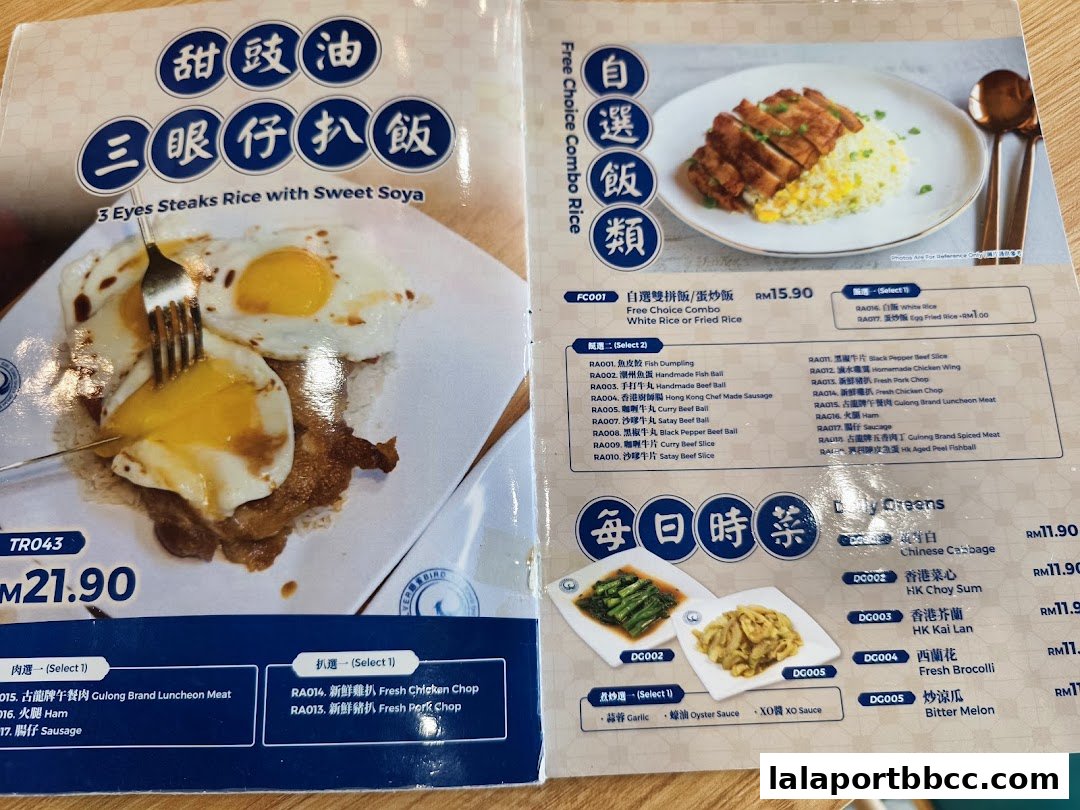 甜豉油
三眼仔扒飯
3 Eyes Steaks Rice with Sweet Soya
TR043
21.90
肉選一 (Select 1)
古龍牌午餐肉 Gulong Brand Luncheon Meat
火腿 Ham
腸仔 Sausage
扒選一 (Select 1)
RA014. 新鮮雞扒 Fresh Chicken Chop
RA013. 新鮮豬扒 Fresh Pork Chop
自選飯類
Free Choice Combo Rice
Photos Are For Reference Only
FC001 自選雙拼飯/蛋炒飯 RM15.90
Free Choice Combo
White Rice or Fried Rice
飯選一 (Select 1)
RA016. 白飯 White Rice
RA017. 蛋炒飯 Egg Fried Rice +RM1.00
餸選二 (Select 2)
RA001. 魚皮餃 Fish Dumpling
RA002. 潮州魚蛋 Handmade Fish Ball
RA003. 手打牛丸 Handmade Beef Ball
RA004. 香港廚師腸 Hong Kong Chef Made Sausage
RA005. 咖喱牛丸 Curry Beef Ball
RA007. 沙嗲牛丸 Satay Beef Ball
RA008. 黑椒牛丸 Black Pepper Beef Ball
RA009. 咖喱牛片 Curry Beef Slice
RA010. 沙嗲牛片 Satay Beef Slice
RA011. 黑椒牛片 Black Pepper Beef Slice
RA012. 滷水雞翼 Homemade Chicken Wing
RA013. 新鮮豬扒 Fresh Pork Chop
RA014. 新鮮雞扒 Fresh Chicken Chop
RA015. 古龍牌午餐肉 Gulong Brand Luncheon Meat
RA016. 火腿 Ham
RA017. 腸仔 Saucage
古龍牌五香肉丁 Gulong Brand Spiced Meat
魚蛋 HK Aged Peel Fishball
每日時菜
Greens
Chinese Cabbage RM11.90
DG002 香港菜心 RM11.90
HK Choy Sum
DG003 香港芥蘭
HK Kai Lan
DG004 西蘭花
Fresh Brocolli
DG005 炒涼瓜
Bitter Melon
DG002
DG005
煮炒選一 (Select 1)
· 蒜蓉 Garlic · 蠔油 Oyster Sauce · XO醬 XO Sauce
lalaportbbcc.com